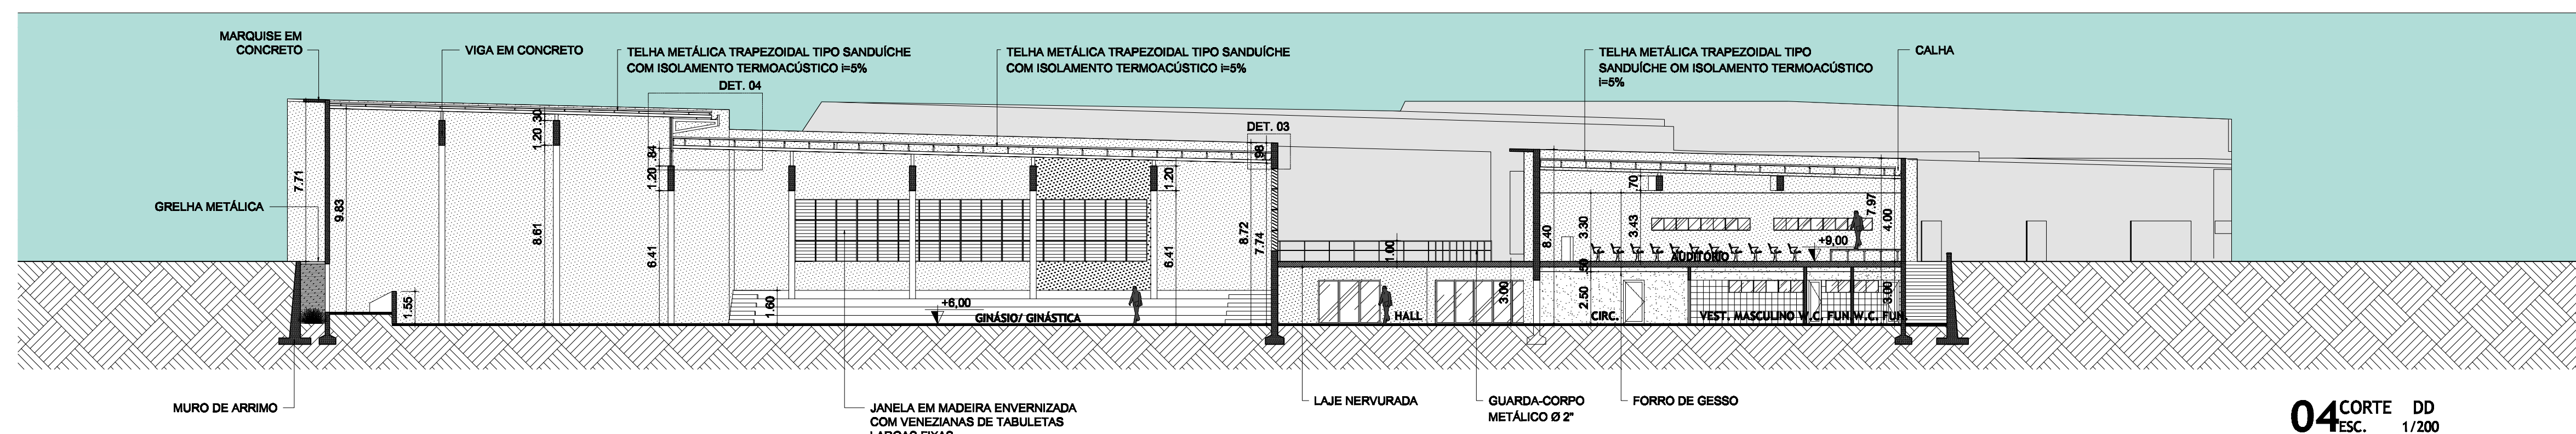 MARQUISE EM
CONCRETO
VIGA EM CONCRETO
TELHA METÁLICA TRAPEZOIDAL TIPO SANDUÍCHE
COM ISOLAMENTO TERMOACÚSTICO i=5%
DET. 04
TELHA METÁLICA TRAPEZOIDAL TIPO SANDUÍCHE
COM ISOLAMENTO TERMOACÚSTICO i=5%
DET. 03
TELHA METÁLICA TRAPEZOIDAL TIPO
SANDUÍCHE OM ISOLAMENTO TERMOACÚSTICO
i=5%
CALHA
GRELHA METÁLICA
7.71
9.83
1.55
.30
1.20
8.61
.84
1.20
6.41
1.60
+6,00
GINÁSIO/ GINÁSTICA
1.20
6.41
.98
8.72
7.74
1.00
3.00
HALL
8.40
3.30
.50
2.50
CIRC.
.70
3.43
AUDITÓRIO
+9,00
7.97
4.00
3.00
VEST. MASCULINO
W.C. FUN.
W.C. FUN.
MURO DE ARRIMO
JANELA EM MADEIRA ENVERNIZADA
COM VENEZIANAS DE TABULETAS
LARGAS FIXAS
LAJE NERVURADA
GUARDA-CORPO
METÁLICO Ø 2"
FORRO DE GESSO
04
CORTE DD
ESC. 1/200